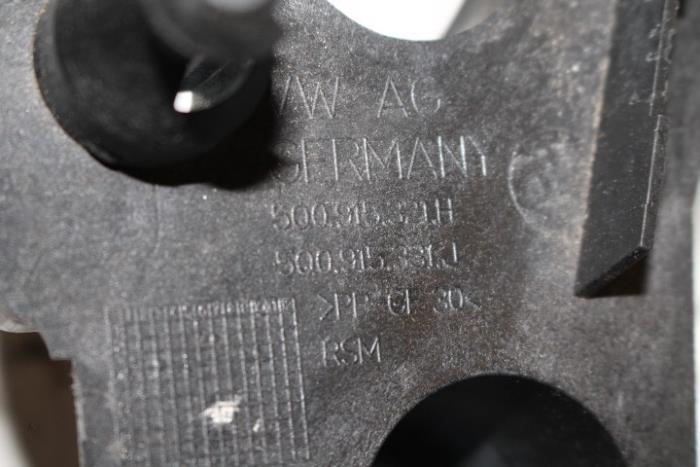 VW AG
GERMANY
5Q0.915.321.H
5Q0.915.331.J
>PP GF 30<
RSM